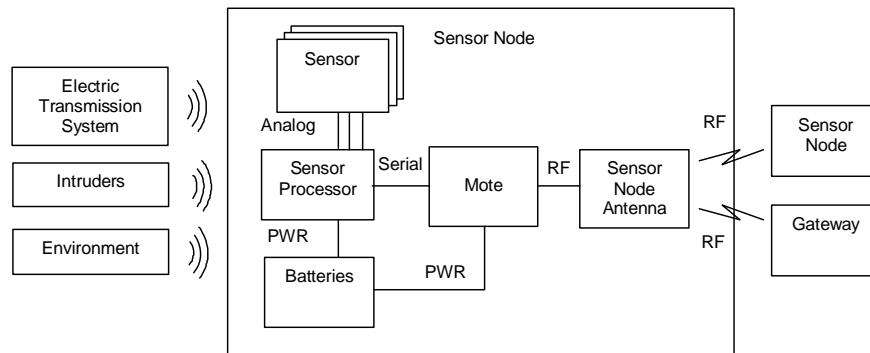 Sensor Node
Sensor
Electric
Transmission
System
Analog
RF
Sensor
Node
Sensor
Processor
Serial
Mote
RF
Sensor
Node
Antenna
Intruders
Environment
PWR
Batteries
PWR
RF
Gateway